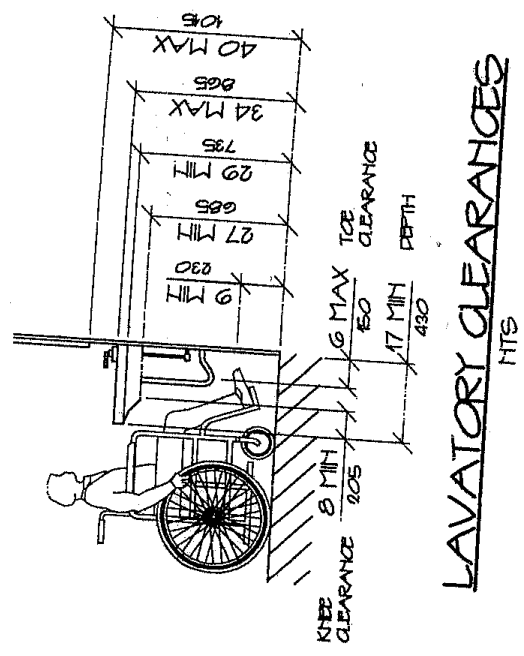 40 MAX
1015
34 MAX
865
29 MIN
735
27 MIN
685
9 MIN
230
KNEE
CLEARANCE
8 MIN
205
6 MAX
150
TOE
CLEARANCE
17 MIN
430
DEPTH
LAVATORY CLEARANCES
NTS